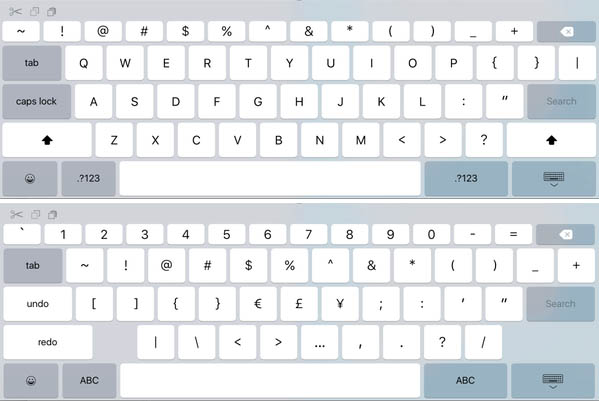 ~ ! @ # $ % ^ & * ( ) _ +
tab Q W E R T Y U I O P { } |
caps lock A S D F G H J K L : " Search
Z X C V B N M < > ?
.?123 .?123
` 1 2 3 4 5 6 7 8 9 0 - =
tab ~ ! @ # $ % ^ & * ( ) _ +
undo [ ] { } € £ ¥ ; : ' " Search
redo | \ < > ... , . ? /
ABC ABC